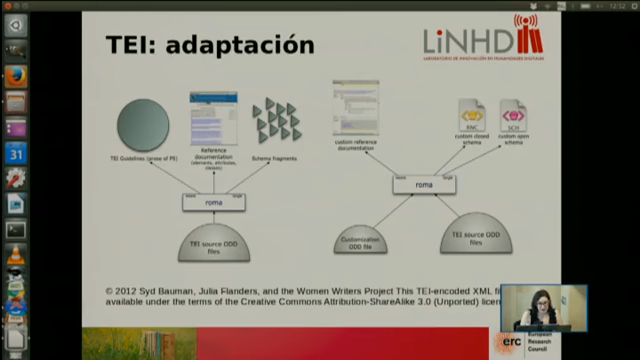 12:52
TEI: adaptación
LiNHD
LABORATORIO DE INNOVACIÓN EN HUMANIDADES DIGITALES
TEI Guidelines (prose of P5)
Reference
documentation
(elements, attributes,
classes)
Schema fragments
roma
TEI source ODD
files
custom reference
documentation
RNC
custom closed
schema
SCH
custom open
schema
roma
Customization
ODD file
TEI source ODD
files
31
© 2012 Syd Bauman, Julia Flanders, and the Women Writers Project This TEI-encoded XML fil
available under the terms of the Creative Commons Attribution-ShareAlike 3.0 (Unported) licen
erc
European
Research
Council